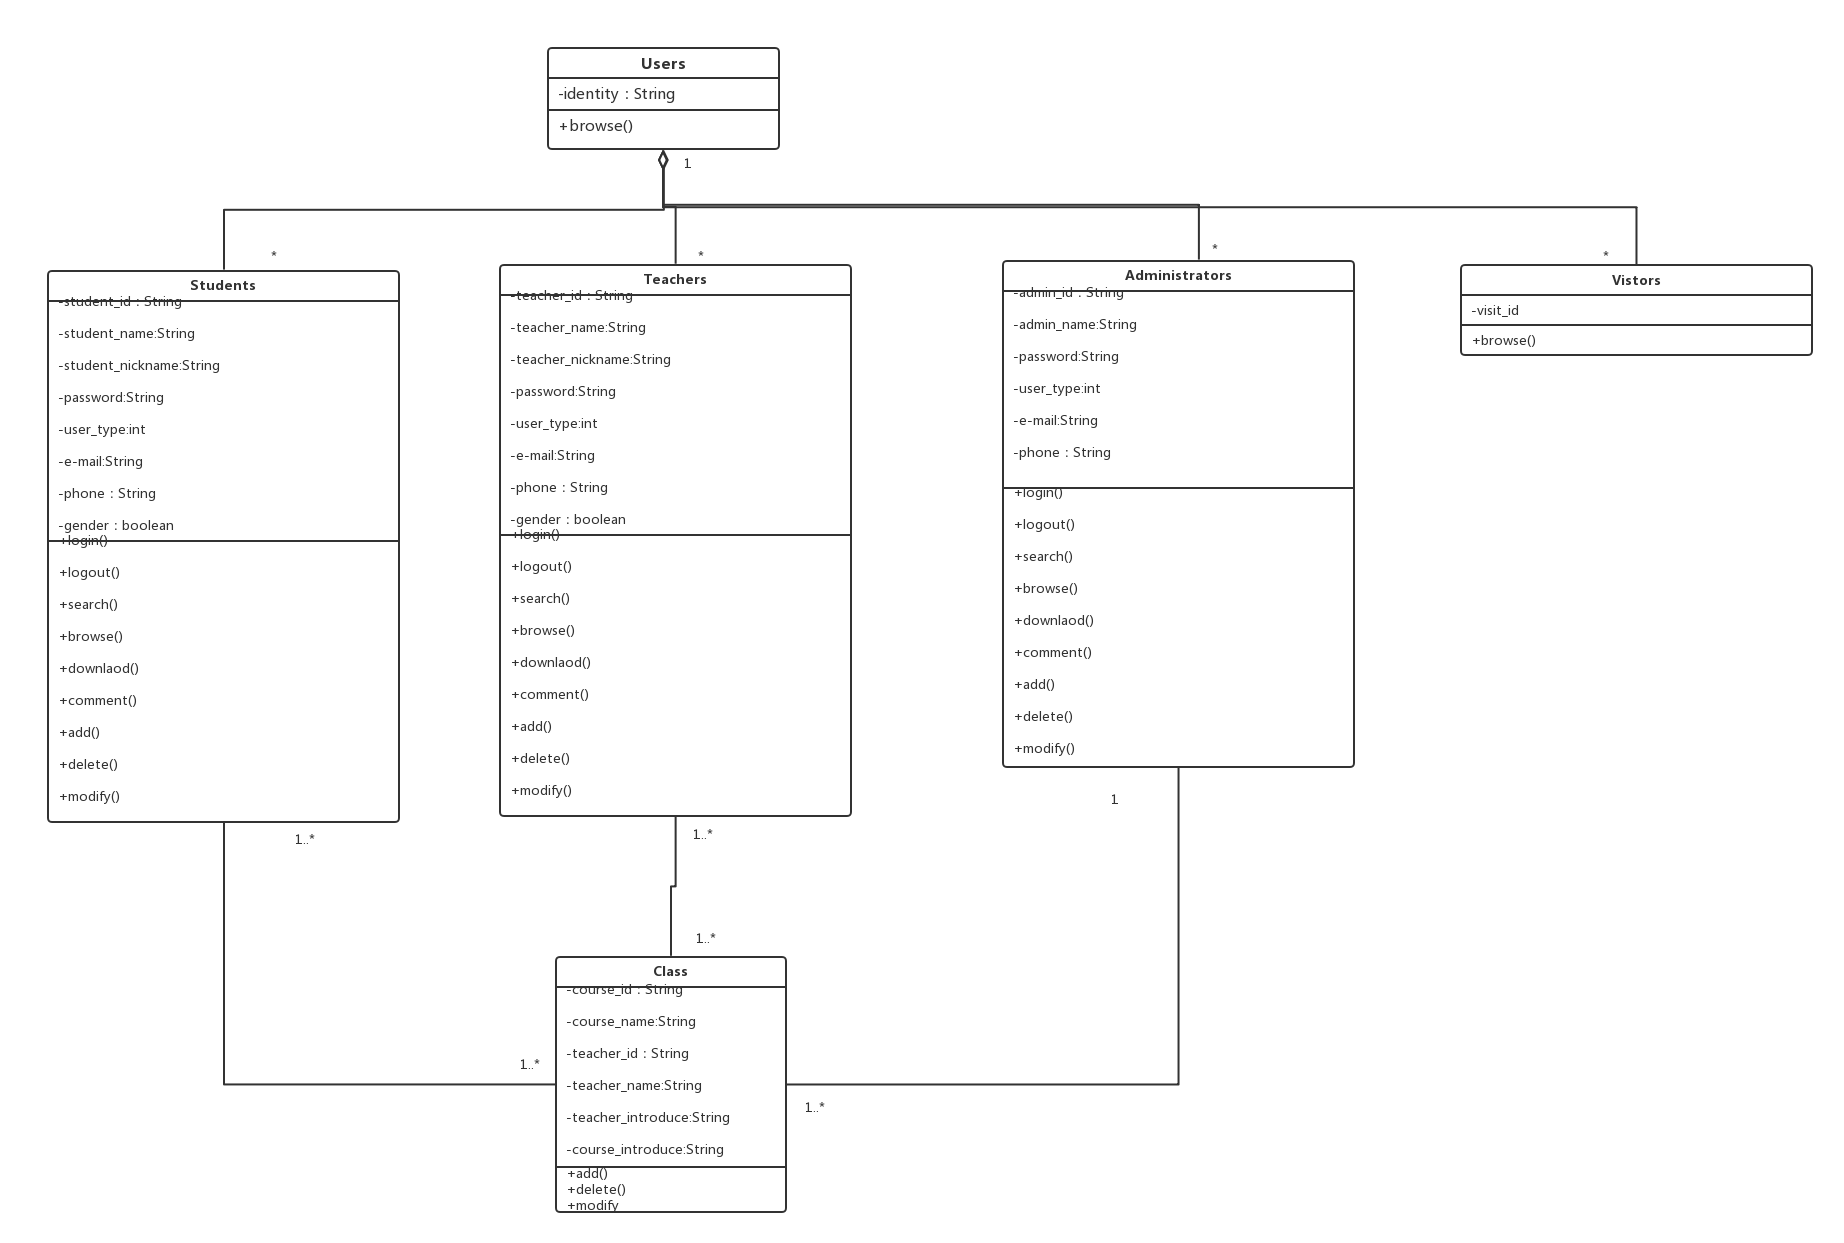 Users
-identity：String
+browse()
1
*
*
*
*
Students
-student_id：String
-student_name:String
-student_nickname:String
-password:String
-user_type:int
-e-mail:String
-phone：String
-gender：boolean
+login()
+logout()
+search()
+browse()
+downlaod()
+comment()
+add()
+delete()
+modify()
1..*
Teachers
-teacher_id：String
-teacher_name:String
-teacher_nickname:String
-password:String
-user_type:int
-e-mail:String
-phone：String
-gender：boolean
+login()
+logout()
+search()
+browse()
+downlaod()
+comment()
+add()
+delete()
+modify()
1..*
Administrators
-admin_id：String
-admin_name:String
-password:String
-user_type:int
-e-mail:String
-phone：String
+login()
+logout()
+search()
+browse()
+downlaod()
+comment()
+add()
+delete()
+modify()
1
Vistors
-visit_id
+browse()
1..*
1..*
1..*
Class
-course_id：String
-course_name:String
-teacher_id：String
-teacher_name:String
-teacher_introduce:String
-course_introduce:String
+add()
+delete()
+modify